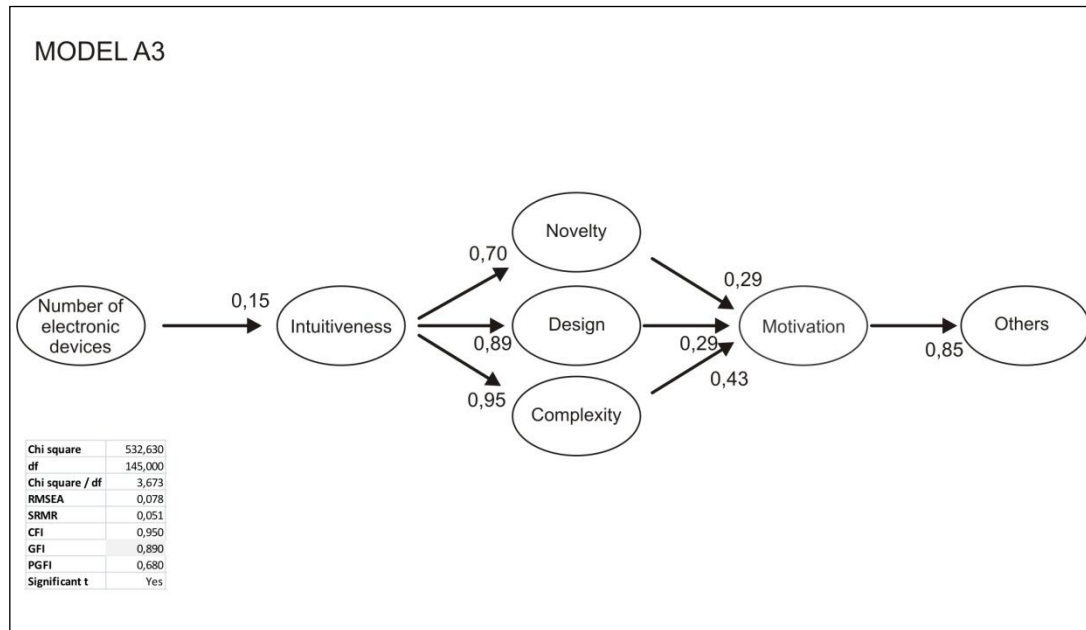 MODEL A3
Novelty
0,70
0,29
Number of
electronic
devices
0,15
Intuitiveness
0,89
Design
0,29
Motivation
0,85
Others
0,95
0,43
Complexity
Chi square 532,630
df 145,000
Chi square / df 3,673
RMSEA 0,078
SRMR 0,051
CFI 0,950
GFI 0,890
PGFI 0,680
Significant t Yes